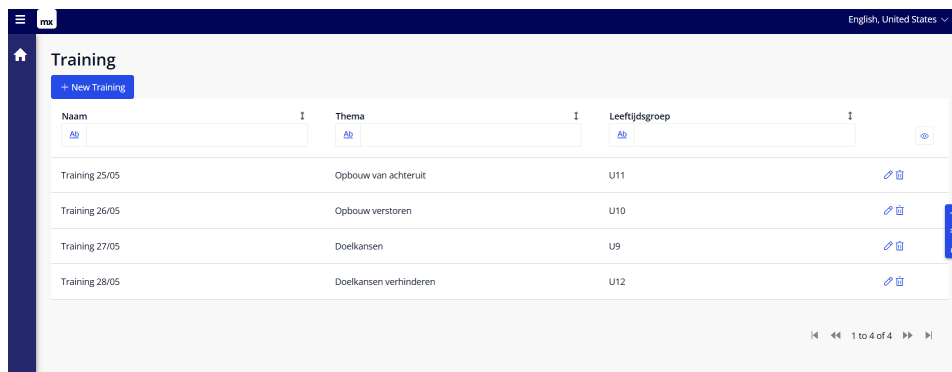 mx
English, United States
Training
+ New Training
Naam Thema Leeftijdsgroep
Ab Ab Ab
Training 25/05 Opbouw van achteruit U11
Training 26/05 Opbouw verstoren U10
Training 27/05 Doelkansen U9
Training 28/05 Doelkansen verhinderen U12
1 to 4 of 4